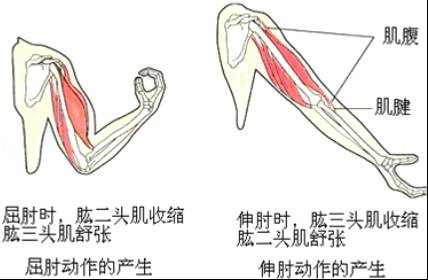 肌腹
肌腱
屈肘时，肱二头肌收缩
肱三头肌舒张
屈肘动作的产生
伸肘时，肱三头肌收缩
肱二头肌舒张
伸肘动作的产生